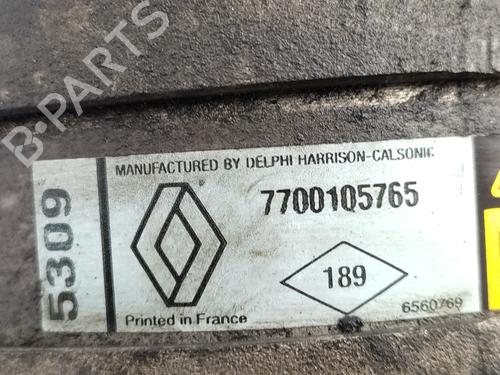 B-PARTS
MANUFACTURED BY DELPHI HARRISON-CALSONIC
5309
7700105765
189
6560769
Printed in France